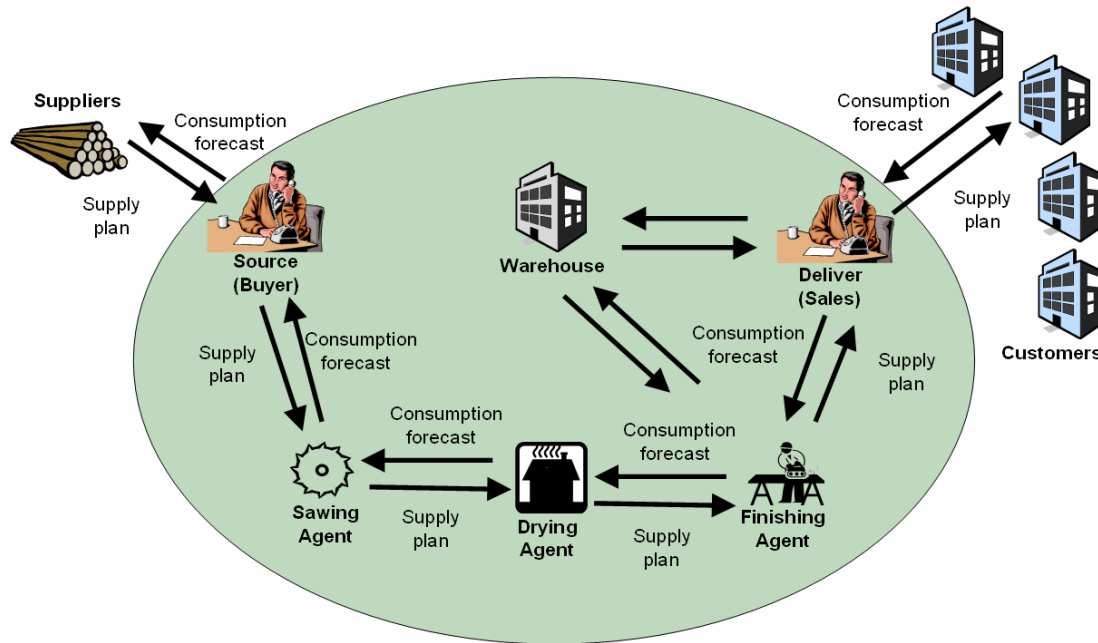 Suppliers
Consumption
forecast
Supply
plan
Source
(Buyer)
Warehouse
Deliver
(Sales)
Consumption
forecast
Supply
plan
Customers
Supply
plan
Consumption
forecast
Consumption
forecast
Supply
plan
Consumption
forecast
Consumption
forecast
Sawing
Agent
Supply
plan
Drying
Agent
Supply
plan
Finishing
Agent